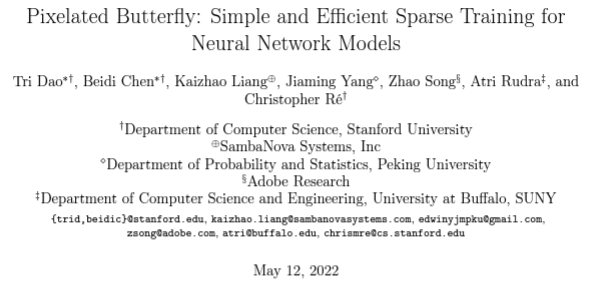 Pixelated Butterfly: Simple and Efficient Sparse Training for
Neural Network Models
Tri Dao*†, Beidi Chen*†, Kaizhao Liang⊕, Jiaming Yang⋄, Zhao Song§, Atri Rudra‡, and
Christopher Ré†
†Department of Computer Science, Stanford University
⊕SambaNova Systems, Inc
⋄Department of Probability and Statistics, Peking University
§Adobe Research
‡Department of Computer Science and Engineering, University at Buffalo, SUNY
{trid,beidic}@stanford.edu, kaizhao.liang@sambanovasystems.com, edwinyjmpku@gmail.com,
zsong@adobe.com, atri@buffalo.edu, chrismre@cs.stanford.edu
May 12, 2022